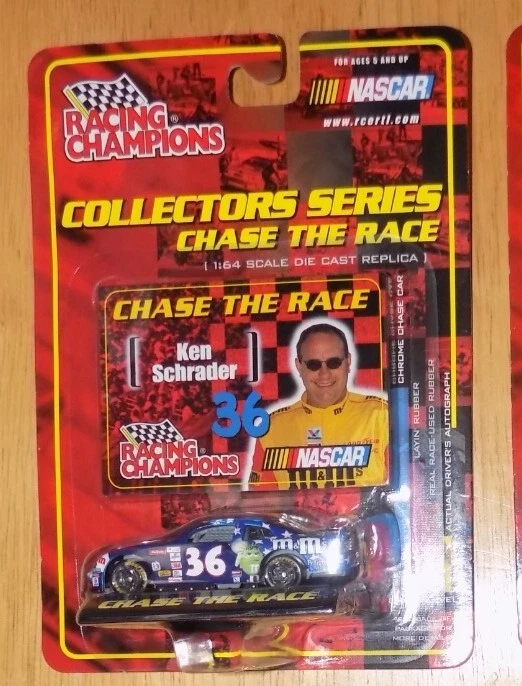 FOR AGES 5 AND UP
NASCAR
www.rcertl.com
RACING
CHAMPIONS
COLLECTORS SERIES
CHASE THE RACE
[ 1:64 SCALE DIE CAST REPLICA ]
CHASE THE RACE
[ Ken
Schrader ]
36
RACING
CHAMPIONS
NASCAR
CHROME CHASE CAR
LAYIN' RUBBER
REAL RACE-USED RUBBER
ACTUAL DRIVER'S AUTOGRAPH
36
m&m's
CHASE THE RACE